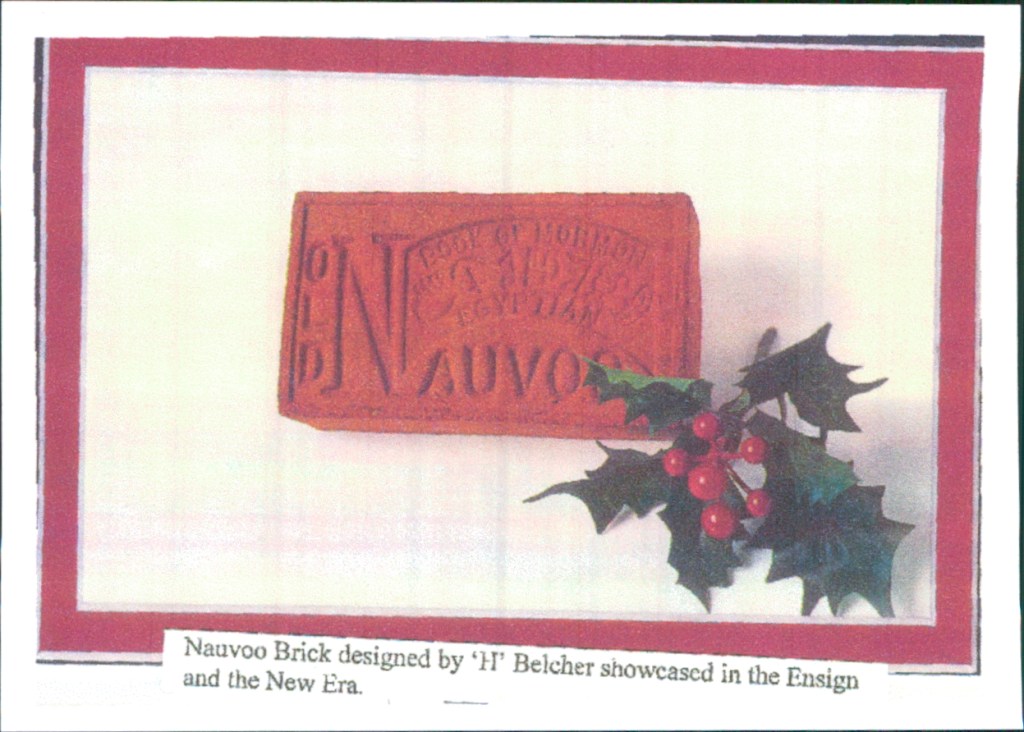 OLD
NAUVOO
BOOK OF MORMON
EGYPTIAN
Nauvoo Brick designed by 'H' Belcher showcased in the Ensign
and the New Era.